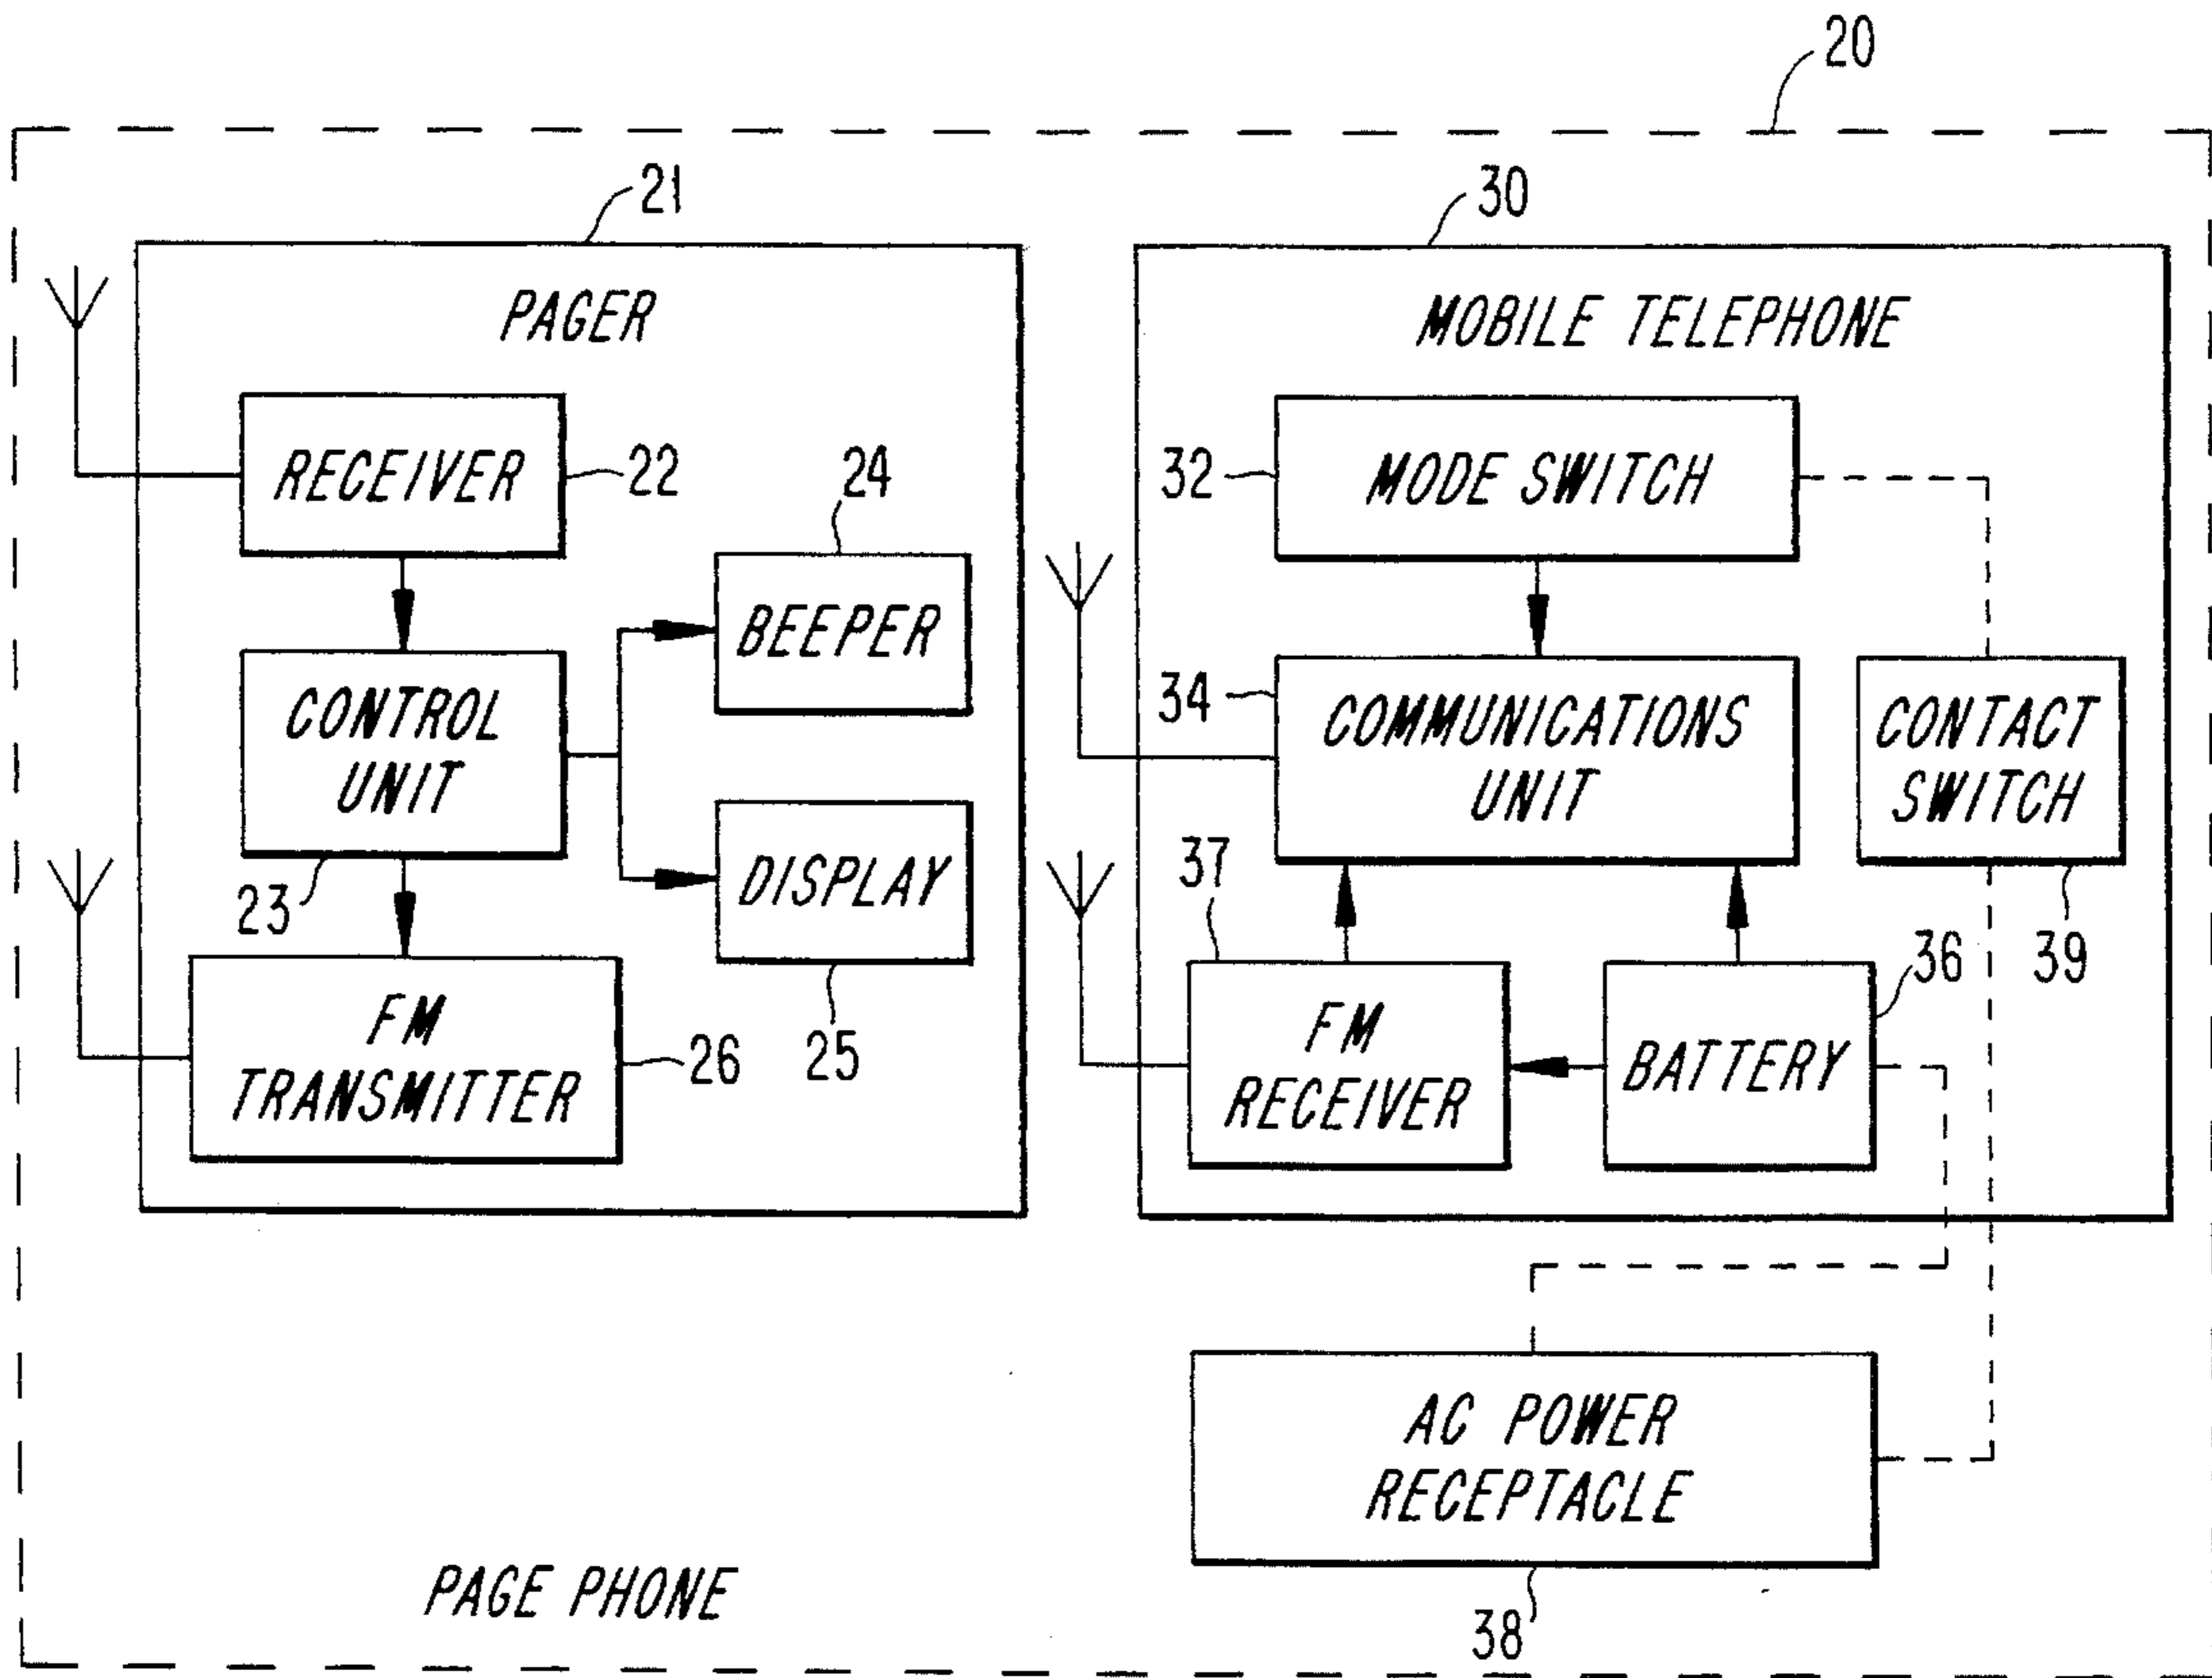 20
21
30
PAGER
MOBILE TELEPHONE
RECEIVER
22
24
32
MODE SWITCH
BEEPER
CONTROL
UNIT
23
34
COMMUNICATIONS
UNIT
CONTACT
SWITCH
39
DISPLAY
25
37
36
FM
TRANSMITTER
26
FM
RECEIVER
BATTERY
AC POWER
RECEPTACLE
38
PAGE PHONE